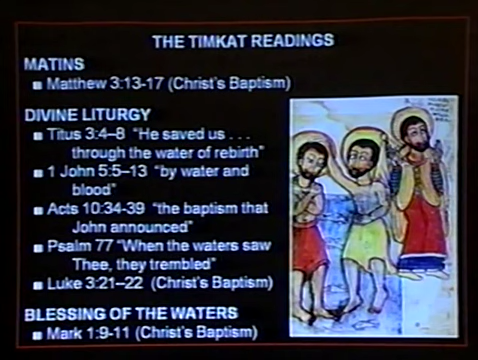 THE TIMKAT READINGS
MATINS
Matthew 3:13-17 (Christ's Baptism)
DIVINE LITURGY
Titus 3:4–8 "He saved us . . .
through the water of rebirth"
1 John 5:5–13 "by water and
blood"
Acts 10:34-39 "the baptism that
John announced"
Psalm 77 "When the waters saw
Thee, they trembled"
Luke 3:21–22 (Christ's Baptism)
BLESSING OF THE WATERS
Mark 1:9-11 (Christ's Baptism)